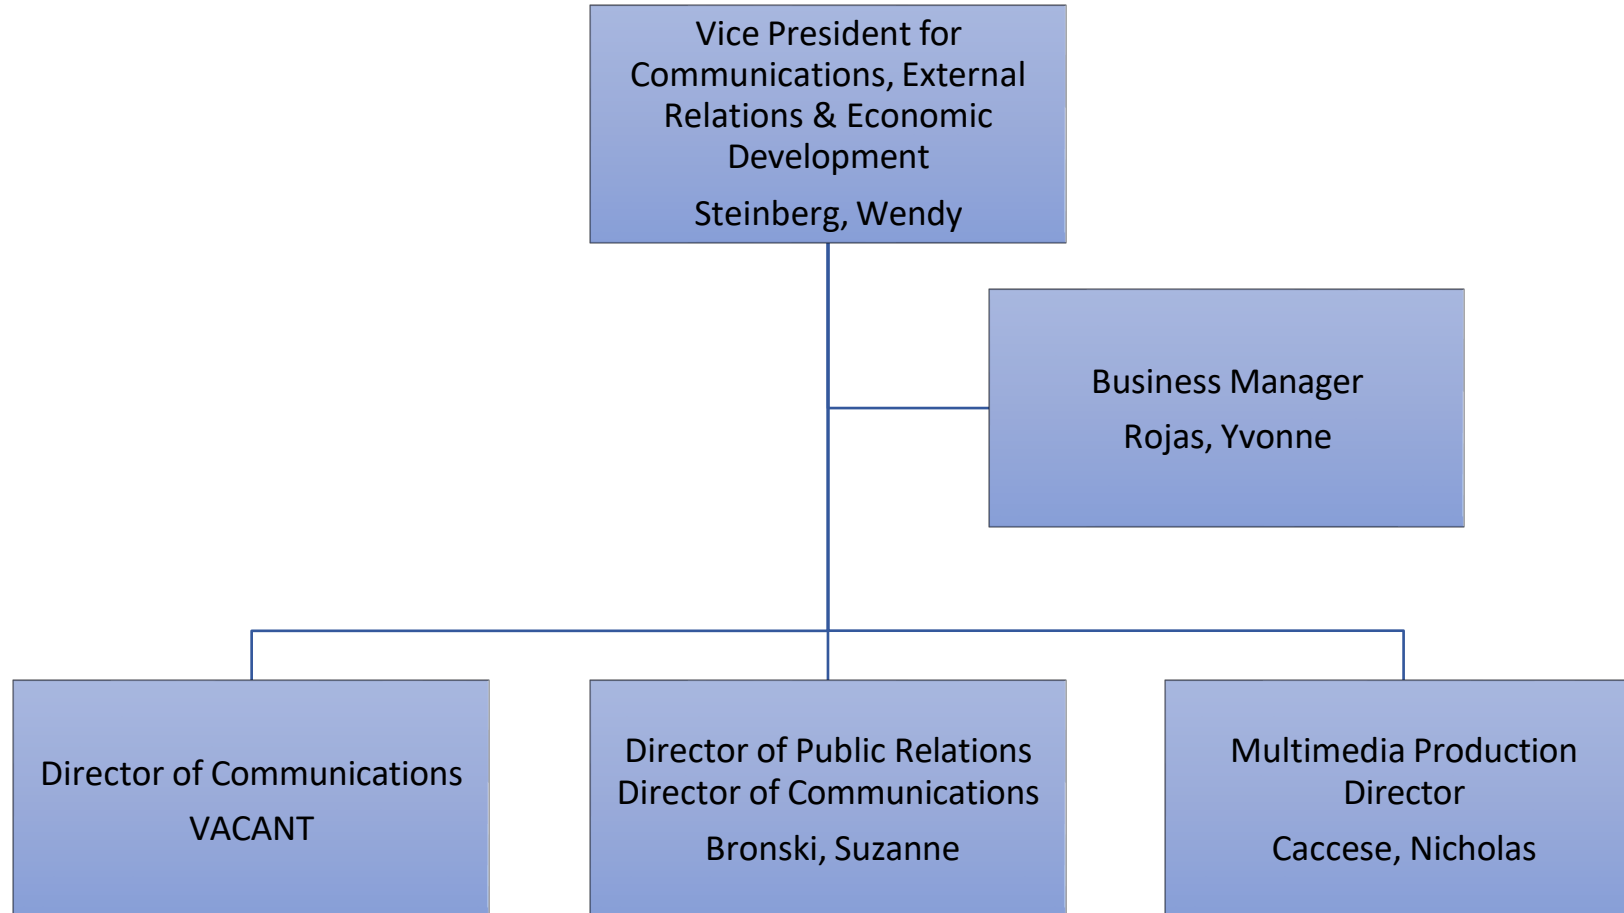 Vice President for
Communications, External
Relations & Economic
Development
Steinberg, Wendy
Business Manager
Rojas, Yvonne
Director of Communications
VACANT
Director of Public Relations
Director of Communications
Bronski, Suzanne
Multimedia Production
Director
Caccese, Nicholas